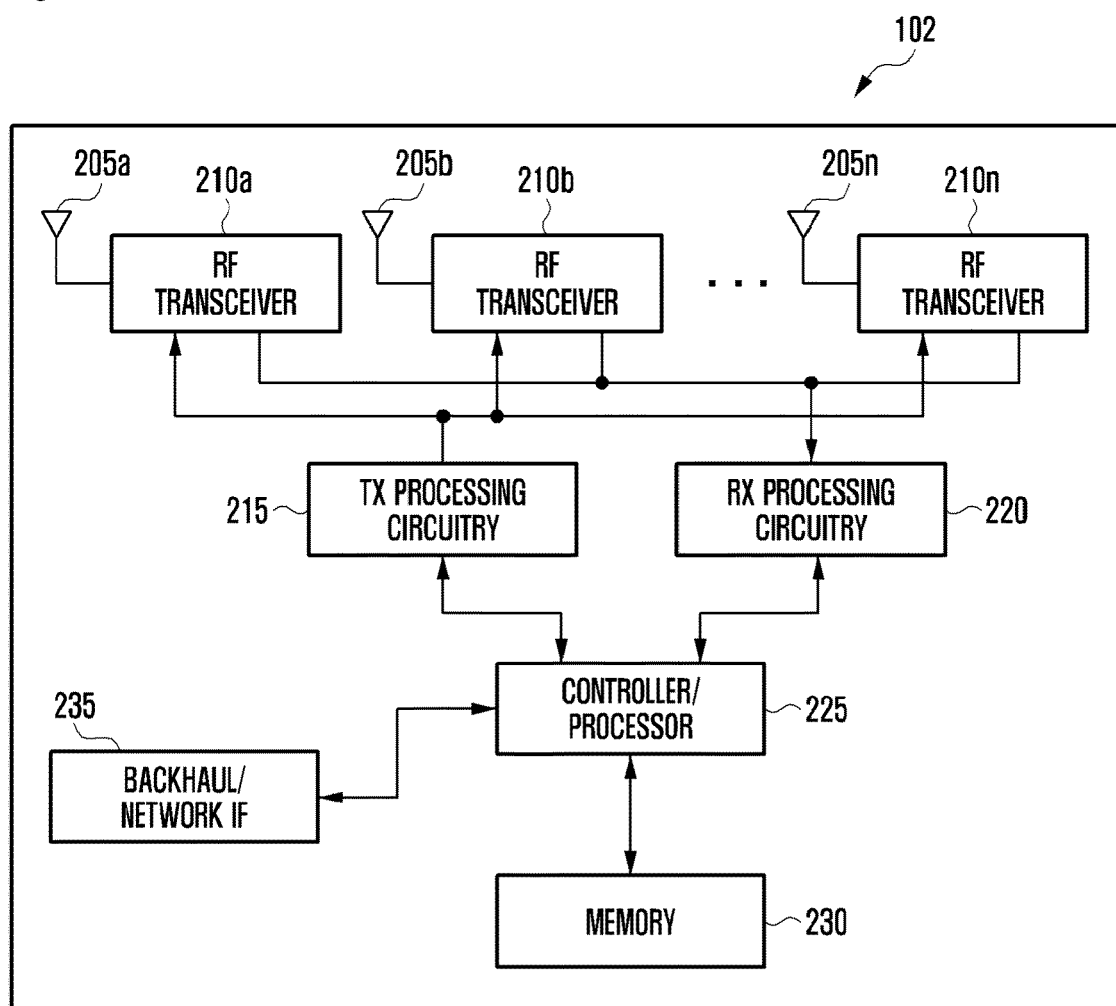 102
205a
210a
205b
210b
205n
210n
RF
TRANSCEIVER
RF
TRANSCEIVER
. . .
RF
TRANSCEIVER
215
TX PROCESSING
CIRCUITRY
RX PROCESSING
CIRCUITRY
220
235
CONTROLLER/
PROCESSOR
225
BACKHAUL/
NETWORK IF
MEMORY
230